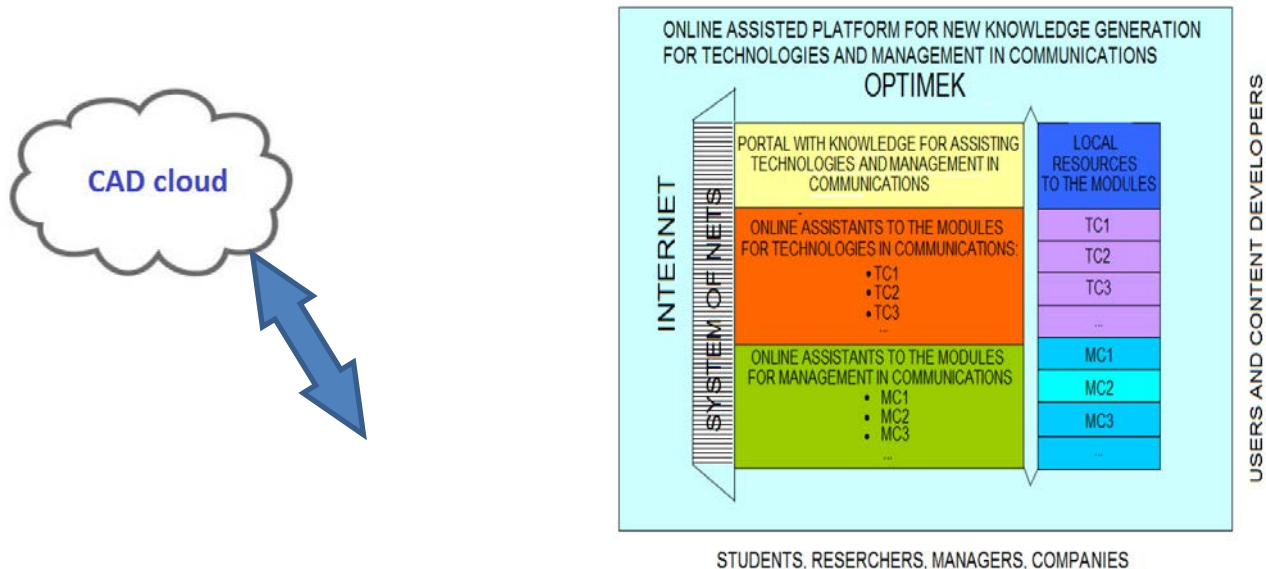 CAD cloud
ONLINE ASSISTED PLATFORM FOR NEW KNOWLEDGE GENERATION
FOR TECHNOLOGIES AND MANAGEMENT IN COMMUNICATIONS
OPTIMEK
INTERNET
SYSTEM OF NETS
PORTAL WITH KNOWLEDGE FOR ASSISTING
TECHNOLOGIES AND MANAGEMENT IN
COMMUNICATIONS
ONLINE ASSISTANTS TO THE MODULES
FOR TECHNOLOGIES IN COMMUNICATIONS:
• TC1
• TC2
• TC3
...
ONLINE ASSISTANTS TO THE MODULES
FOR MANAGEMENT IN COMMUNICATIONS
• MC1
• MC2
• MC3
...
LOCAL
RESOURCES
TO THE MODULES
TC1
TC2
TC3
...
MC1
MC2
MC3
...
USERS AND CONTENT DEVELOPERS
STUDENTS, RESERCHERS, MANAGERS, COMPANIES